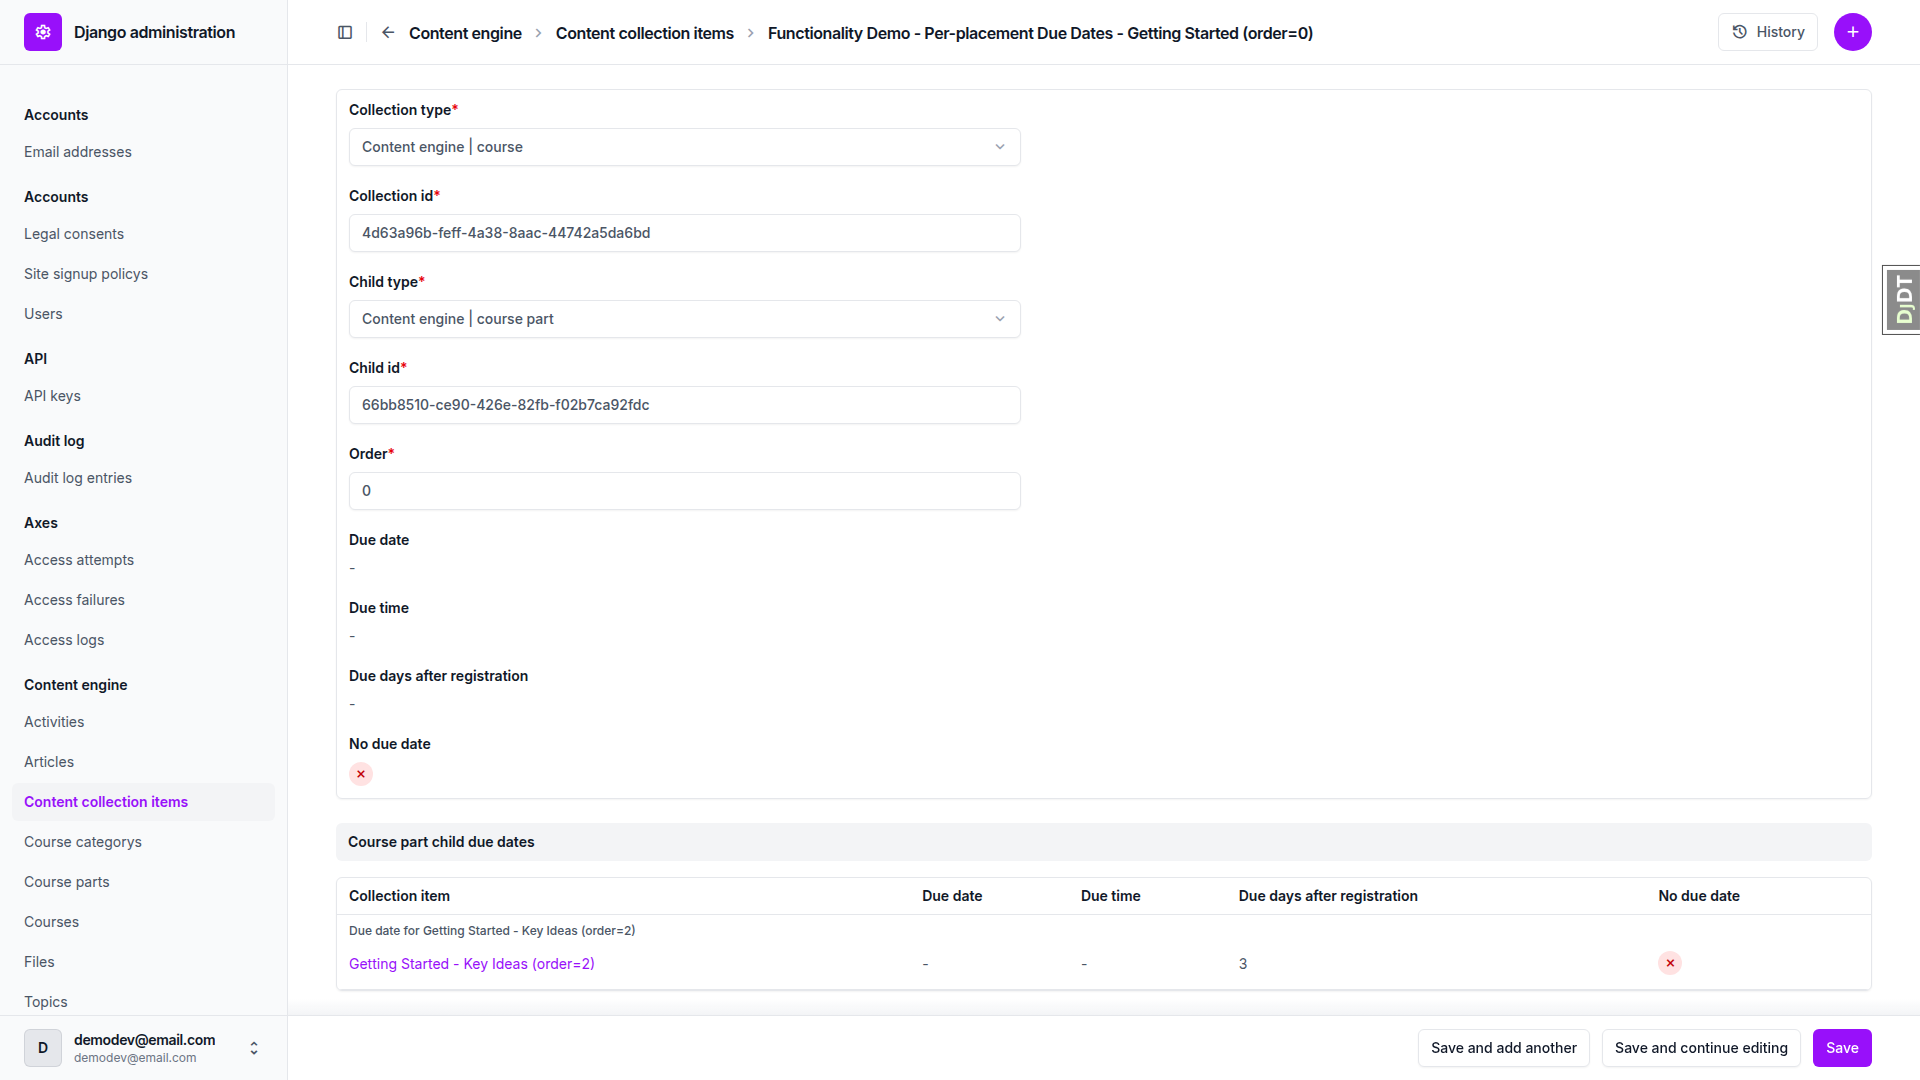 Django administration
Content engine
Content collection items
Functionality Demo - Per-placement Due Dates - Getting Started (order=0)
History
Accounts
Email addresses
Accounts
Legal consents
Site signup policys
Users
API
API keys
Audit log
Audit log entries
Axes
Access attempts
Access failures
Access logs
Content engine
Activities
Articles
Content collection items
Course categorys
Course parts
Courses
Files
Topics
demodev@email.com
demodev@email.com
D
Collection type*
Content engine | course
Collection id*
4d63a96b-feff-4a38-8aac-44742a5da6bd
Child type*
Content engine | course part
Child id*
66bb8510-ce90-426e-82fb-f02b7ca92fdc
Order*
0
Due date
-
Due time
-
Due days after registration
-
No due date
Course part child due dates
Collection item Due date Due time Due days after registration No due date
Due date for Getting Started - Key Ideas (order=2)
Getting Started - Key Ideas (order=2) - - 3
Save and add another
Save and continue editing
Save
DjDT